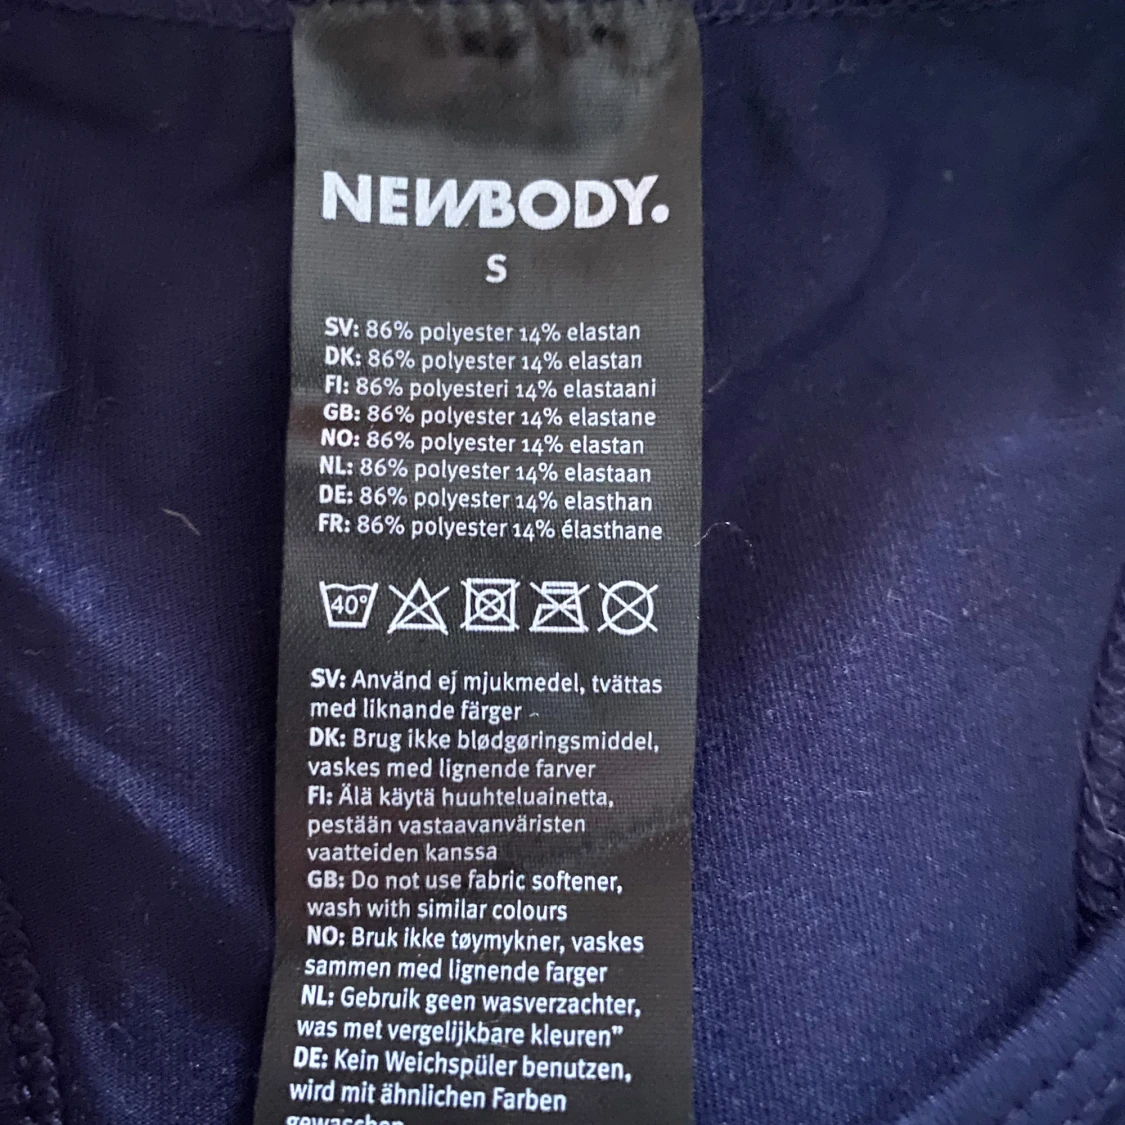 NEWBODY.
S
SV: 86% polyester 14% elastan
DK: 86% polyester 14% elastan
FI: 86% polyesteri 14% elastaani
GB: 86% polyester 14% elastane
NO: 86% polyester 14% elastan
NL: 86% polyester 14% elastaan
DE: 86% polyester 14% elasthan
FR: 86% polyester 14% élasthane
40°
SV: Använd ej mjukmedel, tvättas
med liknande färger
DK: Brug ikke blødgøringsmiddel,
vaskes med lignende farver
FI: Älä käytä huuhteluainetta,
pestään vastaavanväristen
vaatteiden kanssa
GB: Do not use fabric softener,
wash with similar colours
NO: Bruk ikke tøymykner, vaskes
sammen med lignende farger
NL: Gebruik geen wasverzachter,
was met vergelijkbare kleuren”
DE: Kein Weichspüler benutzen,
wird mit ähnlichen Farben